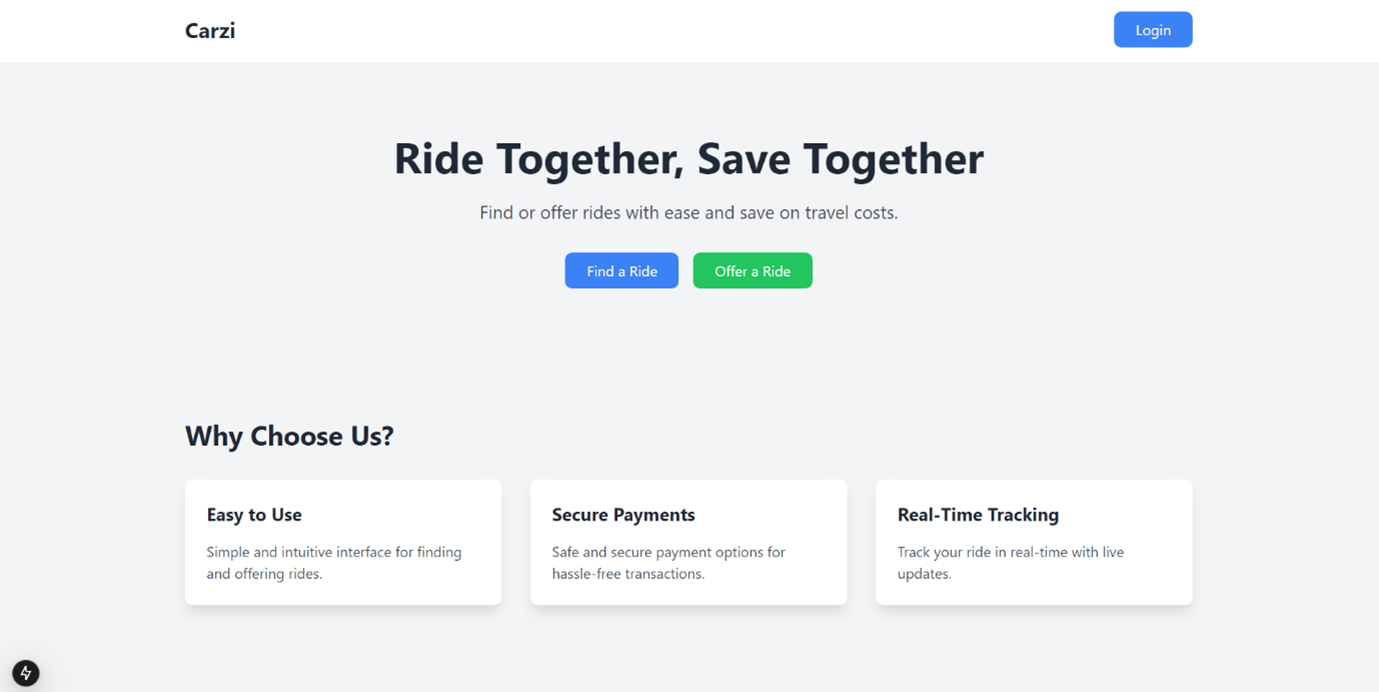 Carzi
Login
Ride Together, Save Together
Find or offer rides with ease and save on travel costs.
Find a Ride
Offer a Ride
Why Choose Us?
Easy to Use
Simple and intuitive interface for finding
and offering rides.
Secure Payments
Safe and secure payment options for
hassle-free transactions.
Real-Time Tracking
Track your ride in real-time with live
updates.